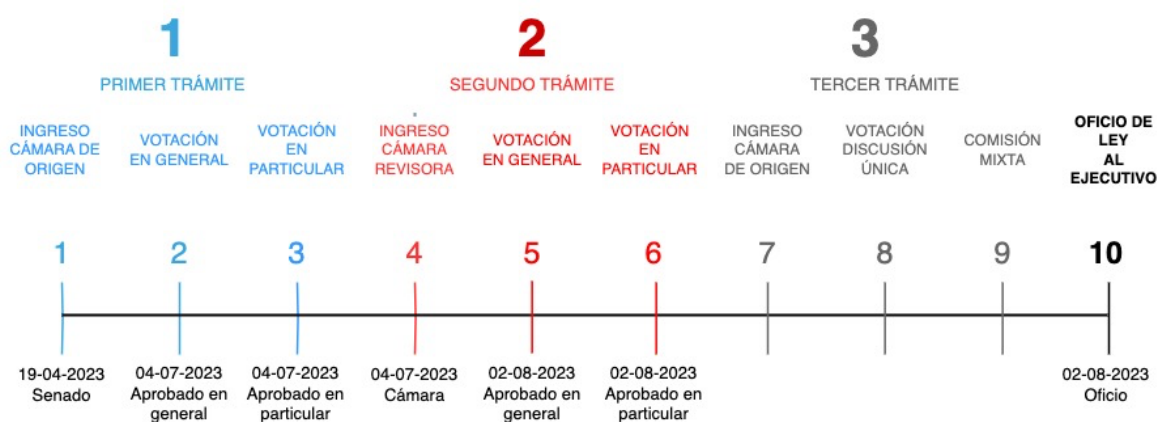 1
2
3
PRIMER TRÁMITE
SEGUNDO TRÁMITE
TERCER TRÁMITE
INGRESO
CÁMARA DE
ORIGEN
VOTACIÓN
EN GENERAL
VOTACIÓN
EN
PARTICULAR
INGRESO
CÁMARA
REVISORA
VOTACIÓN
EN GENERAL
VOTACIÓN
EN
PARTICULAR
INGRESO
CÁMARA
DE ORIGEN
VOTACIÓN
DISCUSIÓN
ÚNICA
COMISIÓN
MIXTA
OFICIO DE
LEY
AL
EJECUTIVO
1
2
3
4
5
6
7
8
9
10
19-04-2023
Senado
04-07-2023
Aprobado en
general
04-07-2023
Aprobado en
particular
04-07-2023
Cámara
02-08-2023
Aprobado en
general
02-08-2023
Aprobado en
particular
02-08-2023
Oficio